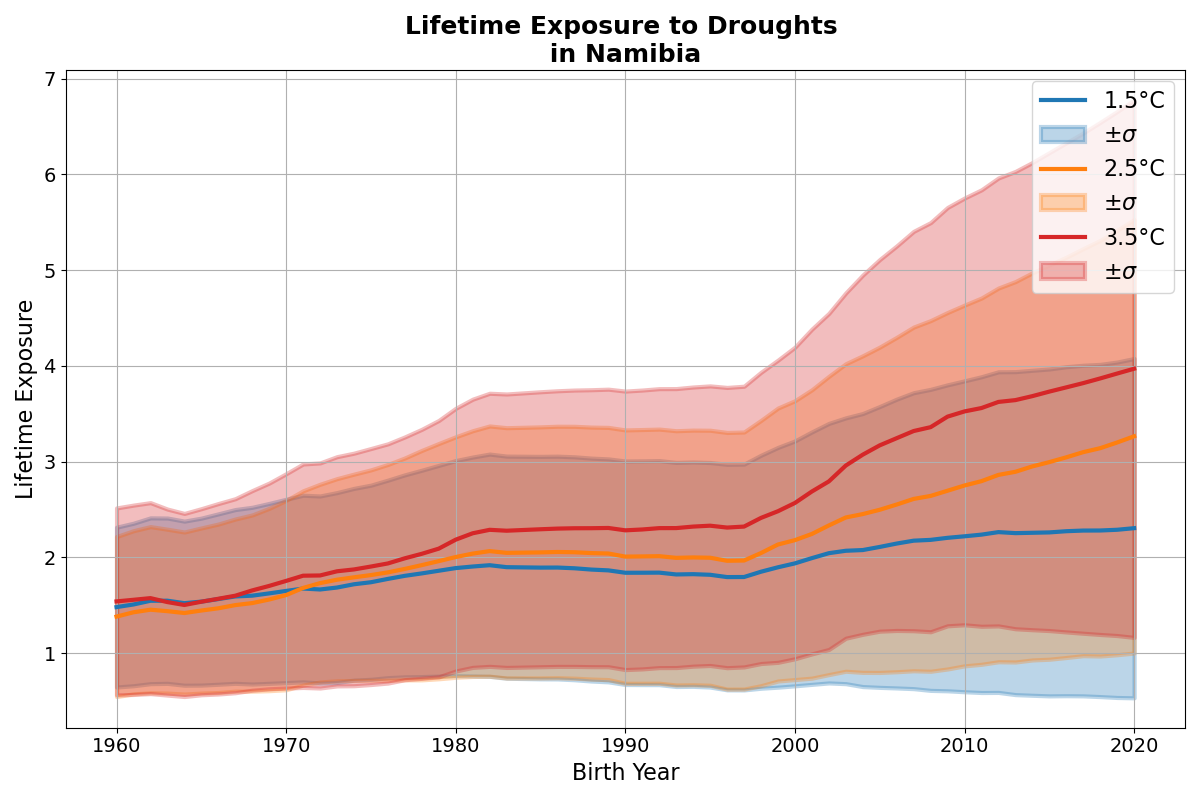 Lifetime Exposure to Droughts
in Namibia
7
6
5
4
3
2
1
Lifetime Exposure
1960 1970 1980 1990 2000 2010 2020
Birth Year
1.5°C
±σ
2.5°C
±σ
3.5°C
±σ